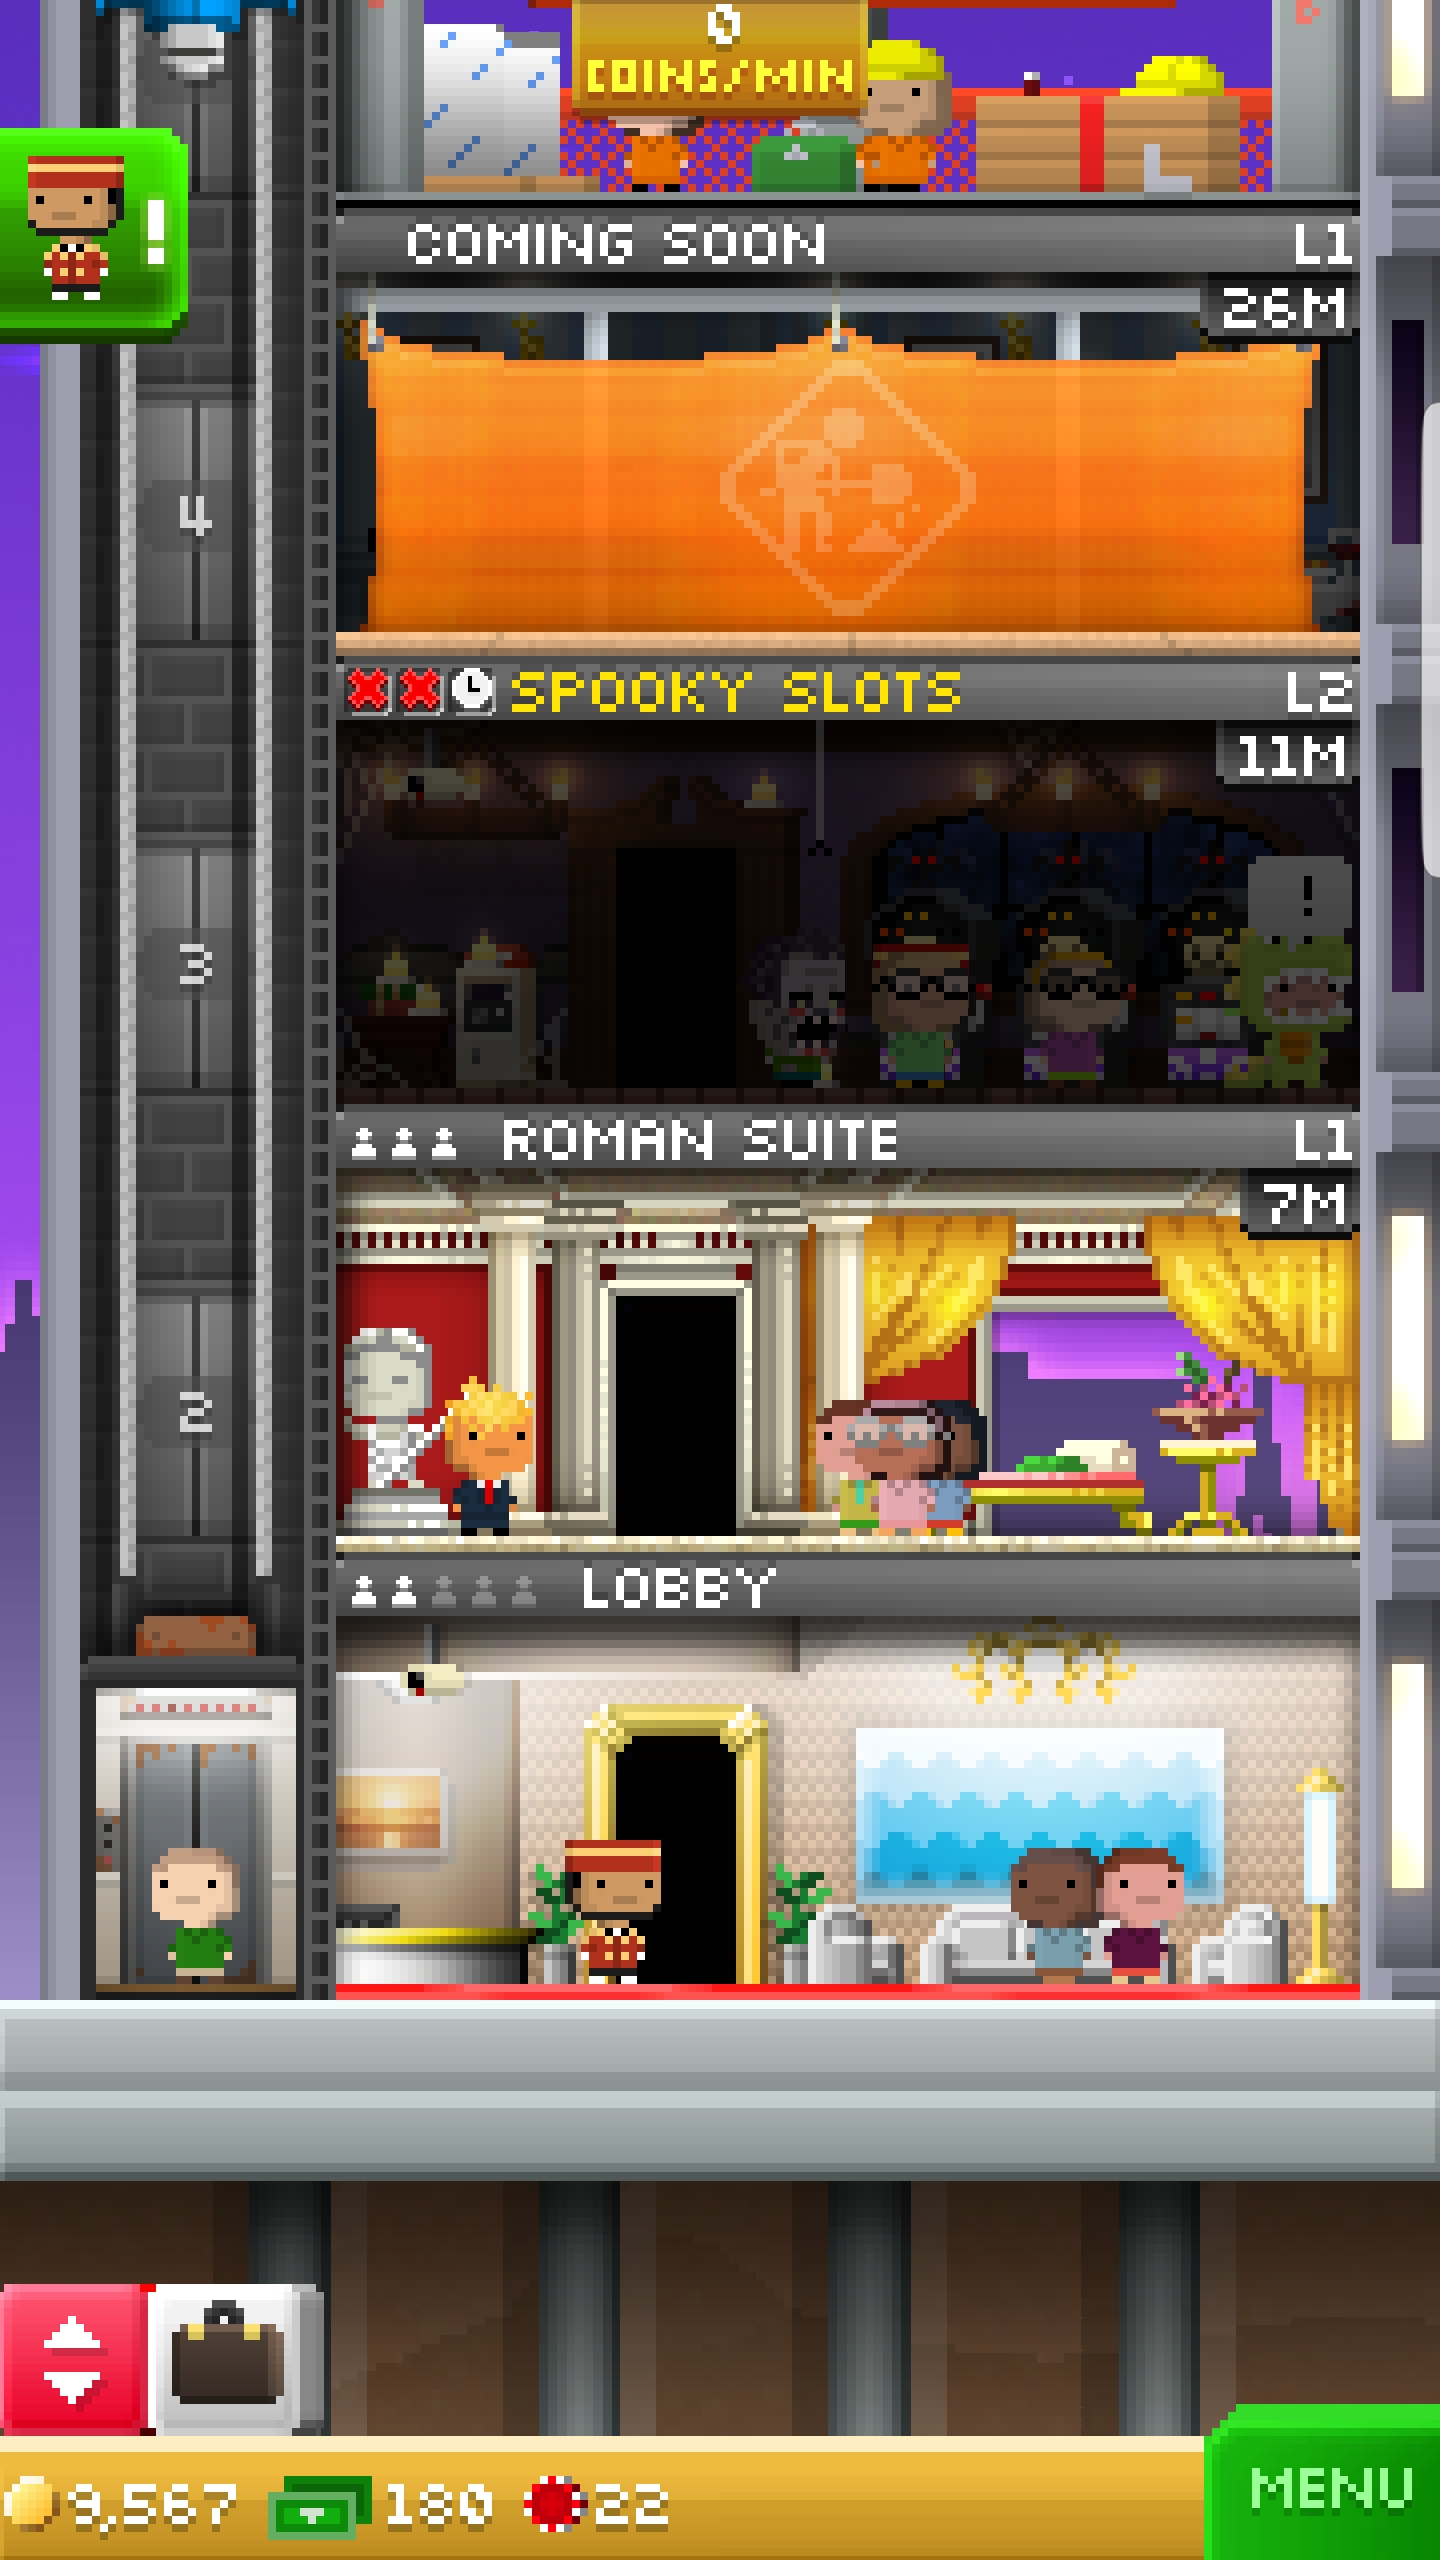 0
COINS/MIN
!
COMING SOON L1
26M
4
SPOOKY SLOTS L2
11M
!
3
ROMAN SUITE L1
7M
2
LOBBY
9,567 180 22
MENU